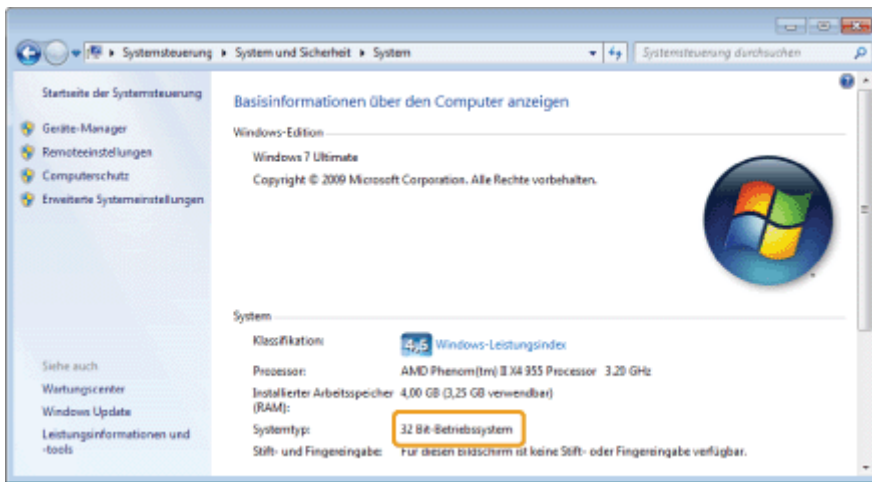 Systemsteuerung ▸ System und Sicherheit ▸ System
Systemsteuerung durchsuchen
Startseite der Systemsteuerung
Geräte-Manager
Remoteeinstellungen
Computerschutz
Erweiterte Systemeinstellungen
Siehe auch
Wartungscenter
Windows Update
Leistungsinformationen und
-tools
Basisinformationen über den Computer anzeigen
Windows-Edition
Windows 7 Ultimate
Copyright © 2009 Microsoft Corporation. Alle Rechte vorbehalten.
System
Klassifikation: 4,6 Windows-Leistungsindex
Prozessor: AMD Phenom(tm) II X4 955 Processor 3.20 GHz
Installierter Arbeitsspeicher 4,00 GB (3,25 GB verwendbar)
(RAM):
Systemtyp: 32 Bit-Betriebssystem
Stift- und Fingereingabe: Für diesen Bildschirm ist keine Stift- oder Fingereingabe verfügbar.